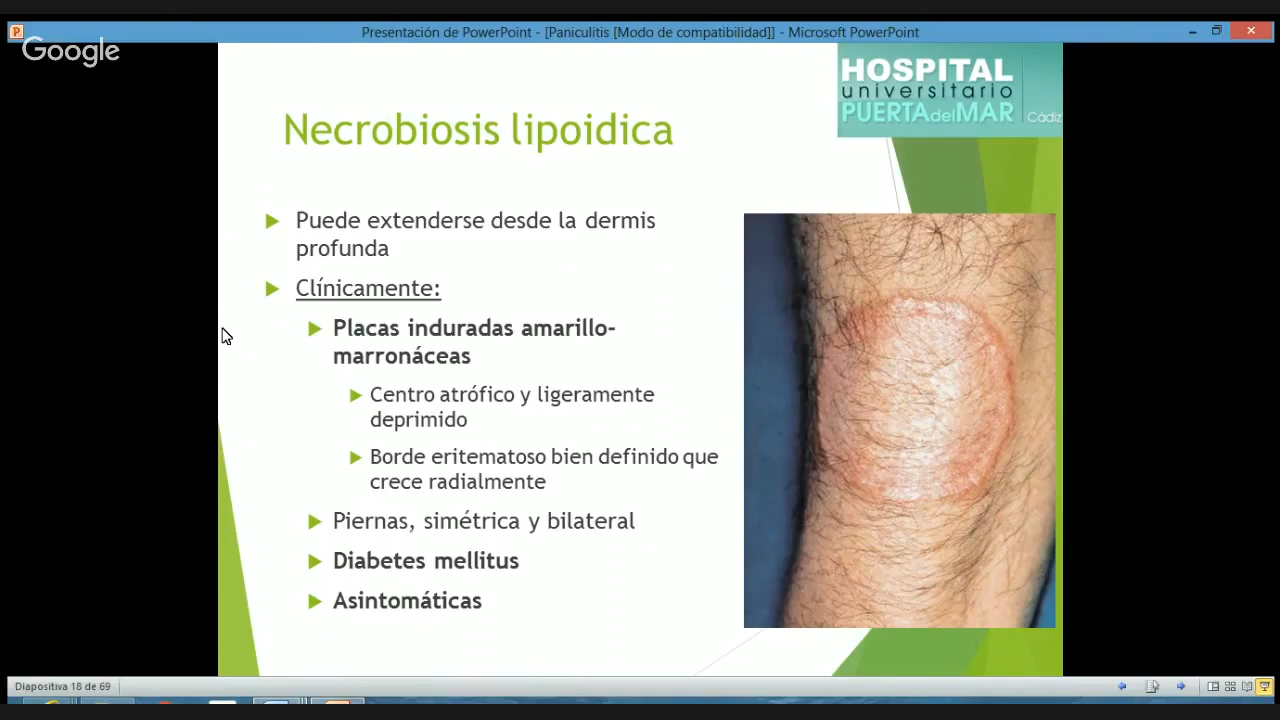 Presentación de PowerPoint - [Paniculitis [Modo de compatibilidad]] - Microsoft PowerPoint
Google
HOSPITAL
universitario
PUERTAdelMAR Cádiz
Necrobiosis lipoidica
Puede extenderse desde la dermis
profunda
Clínicamente:
Placas induradas amarillo-
marronáceas
Centro atrófico y ligeramente
deprimido
Borde eritematoso bien definido que
crece radialmente
Piernas, simétrica y bilateral
Diabetes mellitus
Asintomáticas
Diapositiva 18 de 69